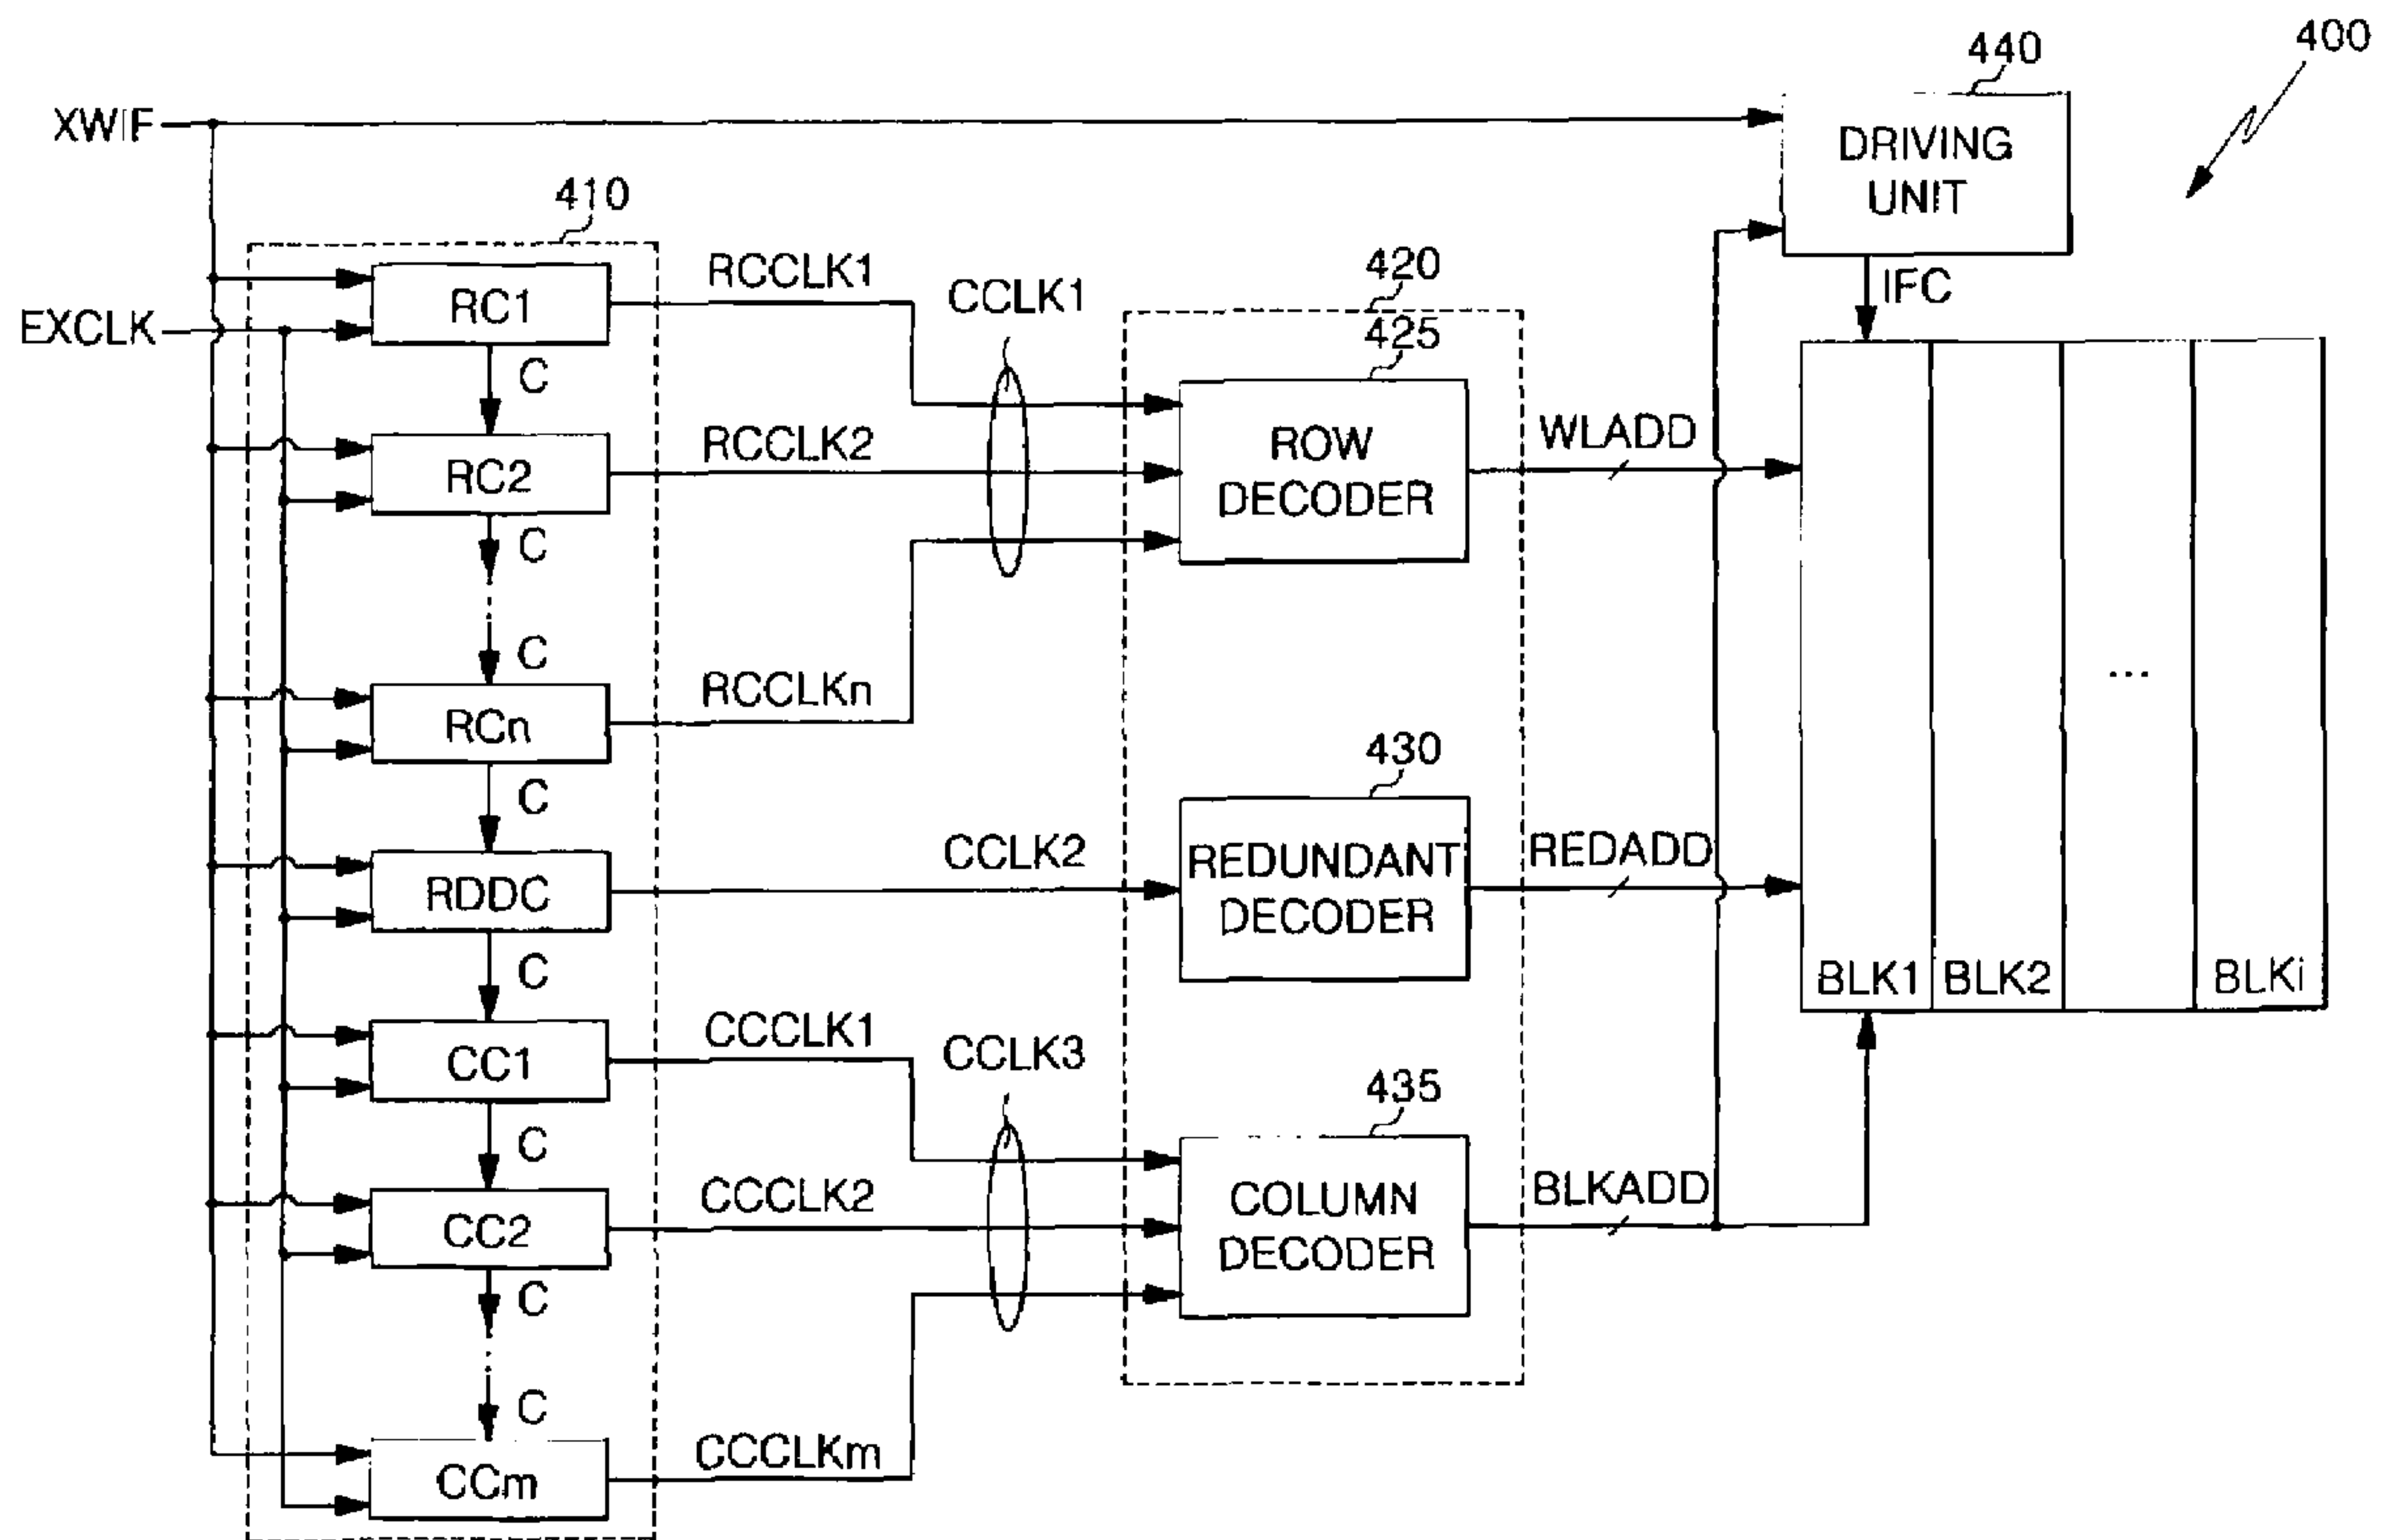 400
440
XWIF
DRIVING
UNIT
410
IFC
EXCLK
RC1
RCCLK1
CCLK1
420
425
C
RC2
RCCLK2
ROW
DECODER
WLADD
C
C
RCn
RCCLKn
...
C
430
RDDC
CCLK2
REDUNDANT
DECODER
REDADD
C
BLK1
BLK2
BLKi
CC1
CCCLK1
CCLK3
435
C
CC2
CCCLK2
COLUMN
DECODER
BLKADD
C
C
CCm
CCCLKm